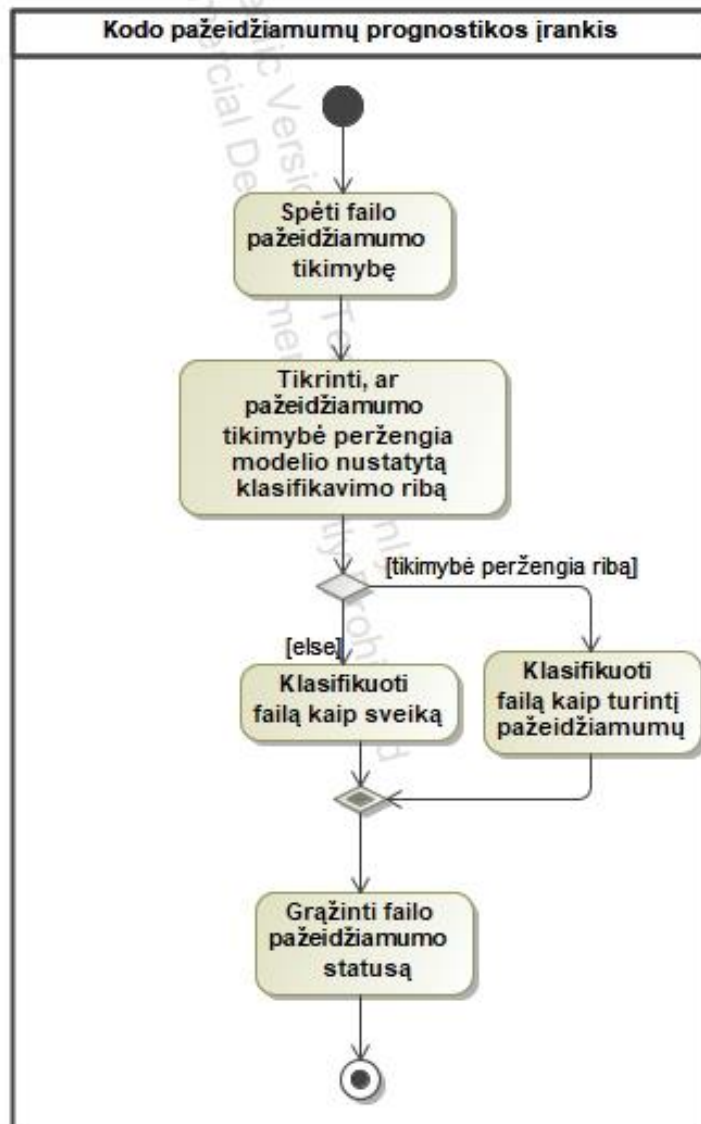 Kodo pažeidžiamumų prognostikos įrankis
Spėti failo
pažeidžiamumo
tikimybę
Tikrinti, ar
pažeidžiamumo
tikimybė peržengia
modelio nustatytą
klasifikavimo ribą
[tikimybė peržengia ribą]
[else]
Klasifikuoti
failą kaip sveiką
Klasifikuoti
failą kaip turintį
pažeidžiamumų
Grąžinti failo
pažeidžiamumo
statusą